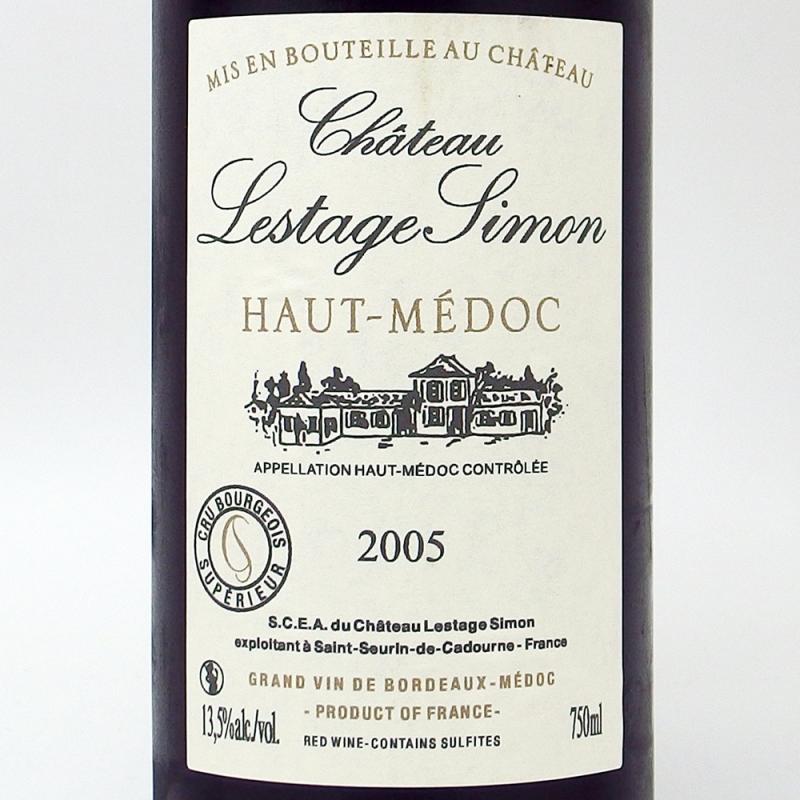 MIS EN BOUTEILLE AU CHÂTEAU
Château
Lestage Simon
HAUT-MÉDOC
APPELLATION HAUT-MÉDOC CONTRÔLÉE
CRU BOURGEOIS
SUPÉRIEUR
2005
S.C.E.A. du Château Lestage Simon
exploitant à Saint-Seurin-de-Cadourne - France
GRAND VIN DE BORDEAUX-MÉDOC
- PRODUCT OF FRANCE-
13,5%alc./vol.
750ml
RED WINE-CONTAINS SULFITES